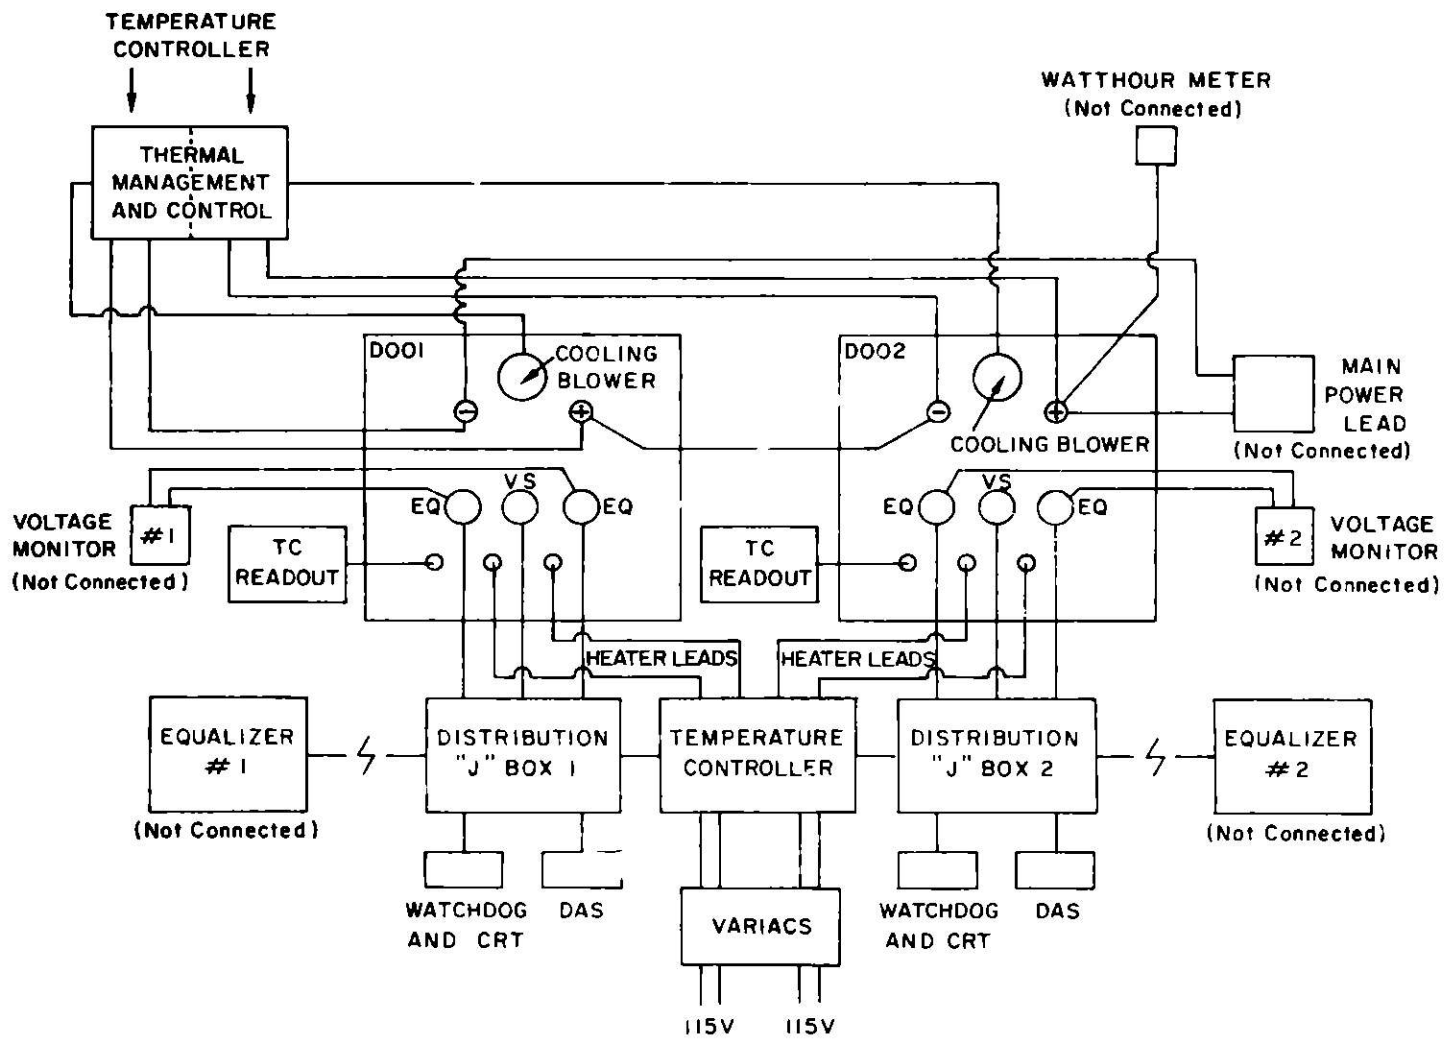 TEMPERATURE
CONTROLLER
WATTHOUR METER
(Not Connected)
THERMAL
MANAGEMENT
AND CONTROL
D001
COOLING
BLOWER
−
+
D002
−
+
COOLING BLOWER
MAIN
POWER
LEAD
(Not Connected)
VOLTAGE
MONITOR
(Not Connected)
#1
EQ
VS
EQ
TC
READOUT
EQ
VS
EQ
TC
READOUT
#2
VOLTAGE
MONITOR
(Not Connected)
HEATER LEADS
HEATER LEADS
EQUALIZER
#1
(Not Connected)
DISTRIBUTION
"J" BOX 1
TEMPERATURE
CONTROLLER
DISTRIBUTION
"J" BOX 2
EQUALIZER
#2
(Not Connected)
WATCHDOG
AND CRT
DAS
VARIACS
WATCHDOG
AND CRT
DAS
115V
115V